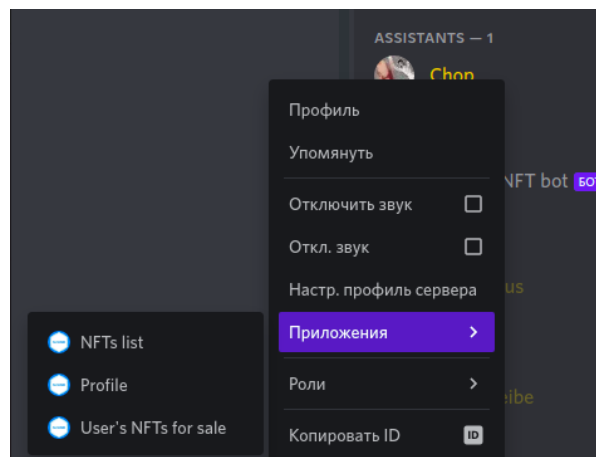 ASSISTANTS — 1
Chop
Профиль
Упомянуть
NFT bot БОТ
Отключить звук
Откл. звук
Настр. профиль сервера
us
Приложения
NFTs list
Profile
User's NFTs for sale
Роли
eibe
Копировать ID
ID